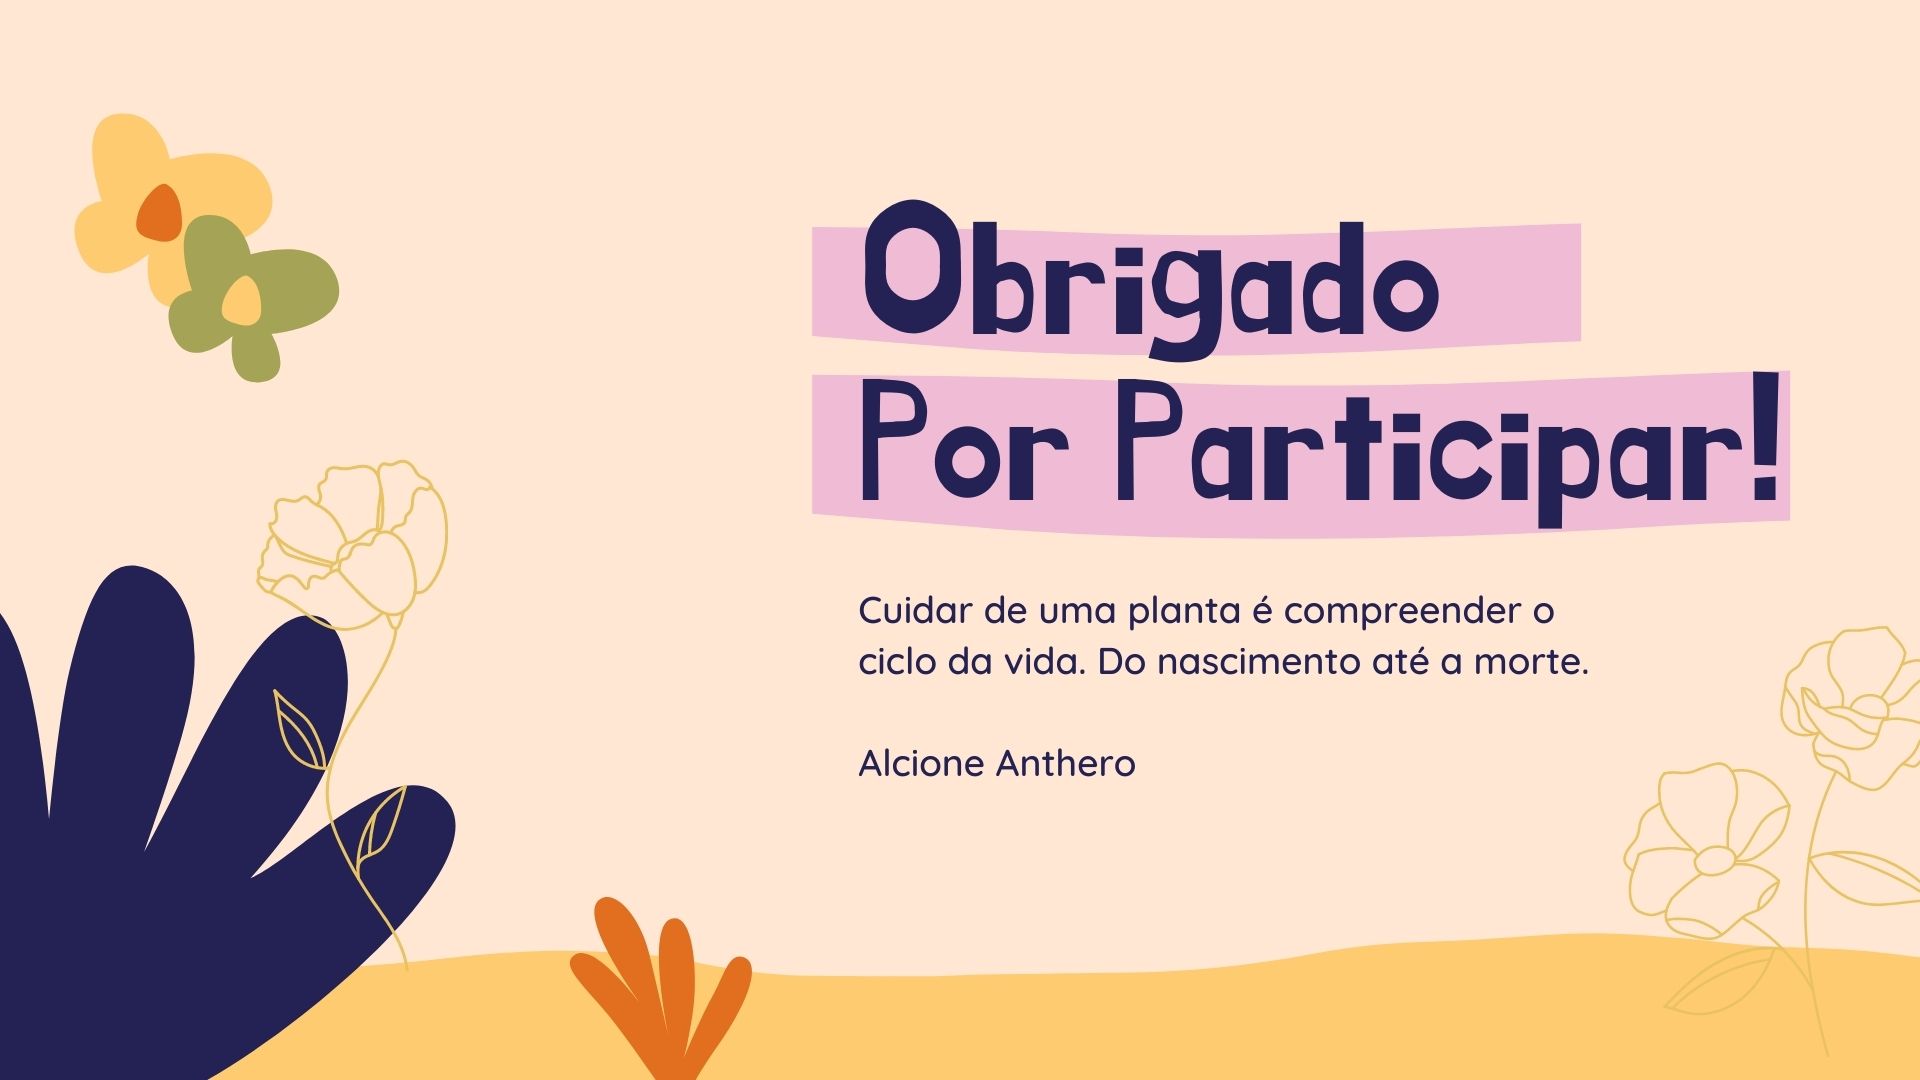 Obrigado
Por Participar!
Cuidar de uma planta é compreender o
ciclo da vida. Do nascimento até a morte.
Alcione Anthero